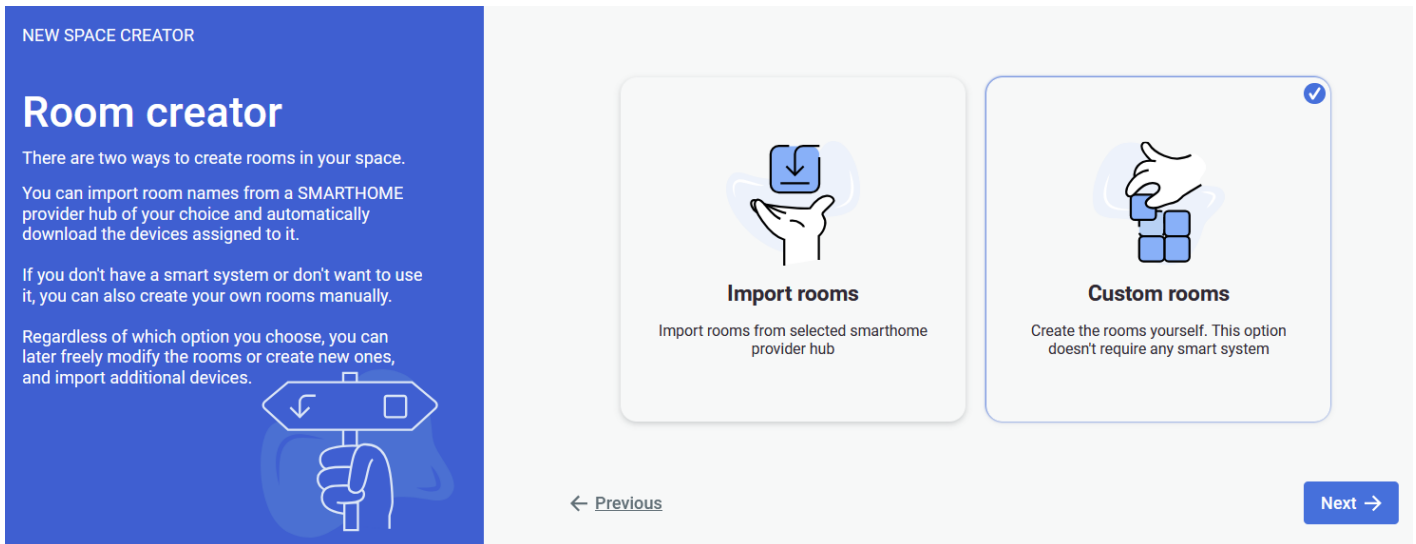 NEW SPACE CREATOR
Room creator
There are two ways to create rooms in your space.
You can import room names from a SMARTHOME
provider hub of your choice and automatically
download the devices assigned to it.
If you don't have a smart system or don't want to use
it, you can also create your own rooms manually.
Regardless of which option you choose, you can
later freely modify the rooms or create new ones,
and import additional devices.
Import rooms
Import rooms from selected smarthome
provider hub
Custom rooms
Create the rooms yourself. This option
doesn't require any smart system
Previous
Next